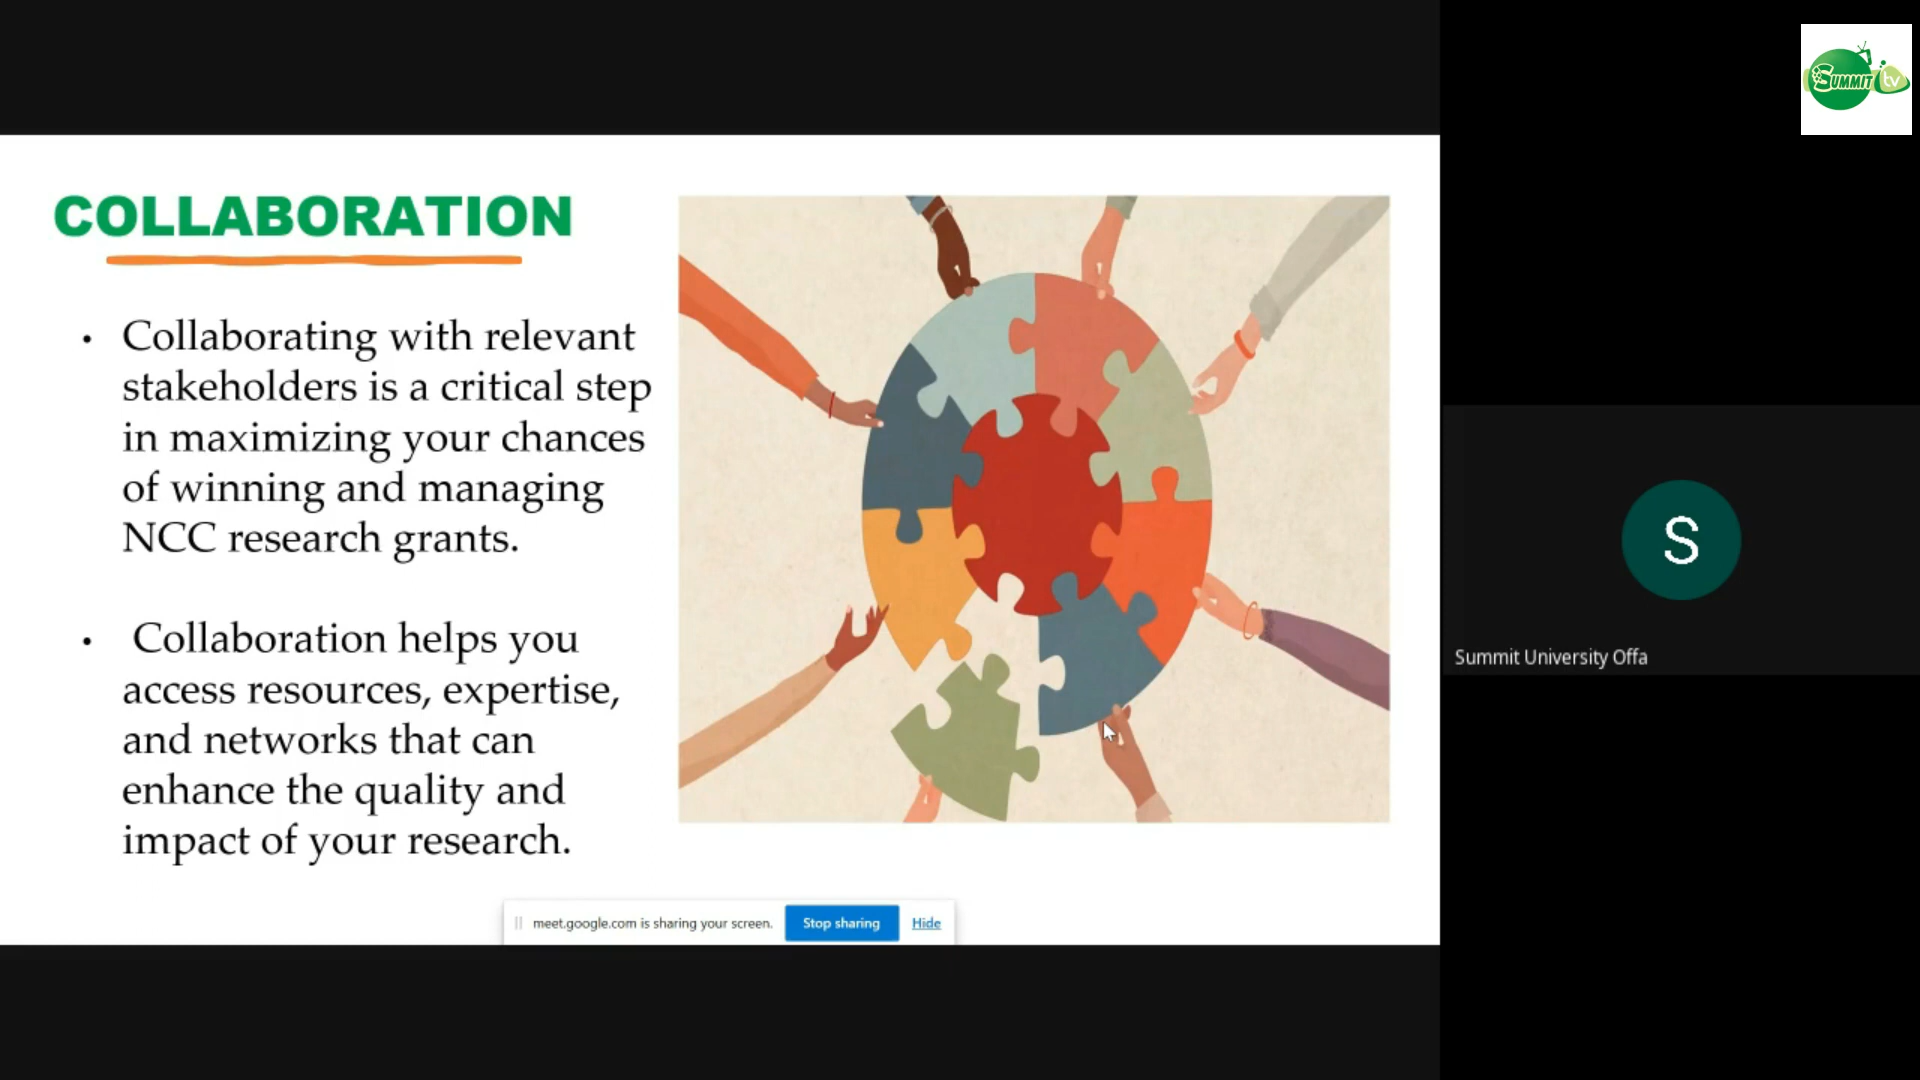 COLLABORATION
• Collaborating with relevant
stakeholders is a critical step
in maximizing your chances
of winning and managing
NCC research grants.
• Collaboration helps you
access resources, expertise,
and networks that can
enhance the quality and
impact of your research.
meet.google.com is sharing your screen. Stop sharing Hide
SUMMIT tv
S
Summit University Offa